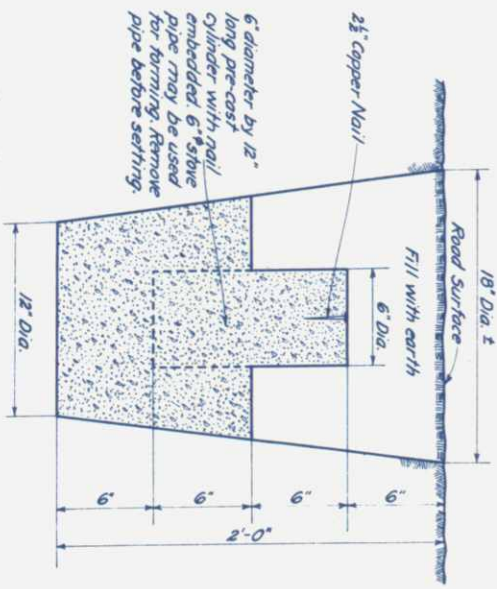 18" Dia. ±
Road Surface
Fill with earth
2½" Copper Nail
6" Dia.
6" diameter by 12"
long pre-cast
cylinder with nail
embedded. 6"ø stove
pipe may be used
for forming. Remove
pipe before setting.
6"
6"
6"
6"
2'-0"
12" Dia.